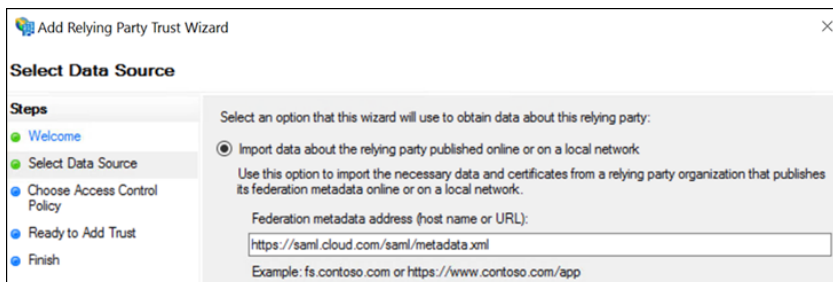 Add Relying Party Trust Wizard
Select Data Source
Steps
Welcome
Select Data Source
Choose Access Control
Policy
Ready to Add Trust
Finish
Select an option that this wizard will use to obtain data about this relying party:
Import data about the relying party published online or on a local network
Use this option to import the necessary data and certificates from a relying party organization that publishes
its federation metadata online or on a local network.
Federation metadata address (host name or URL):
https://saml.cloud.com/saml/metadata.xml
Example: fs.contoso.com or https://www.contoso.com/app